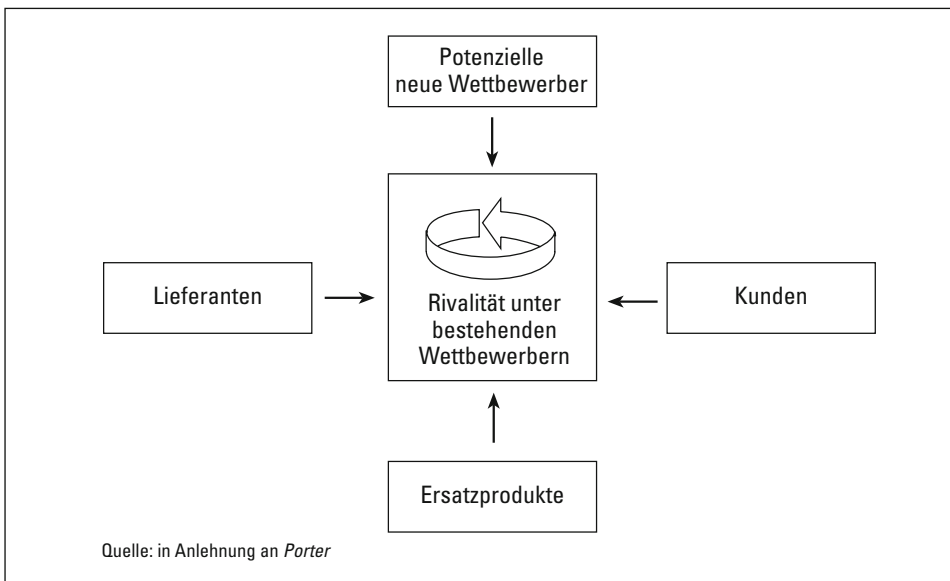 Potenzielle
neue Wettbewerber
Lieferanten
Rivalität unter
bestehenden
Wettbewerbern
Kunden
Ersatzprodukte
Quelle: in Anlehnung an Porter